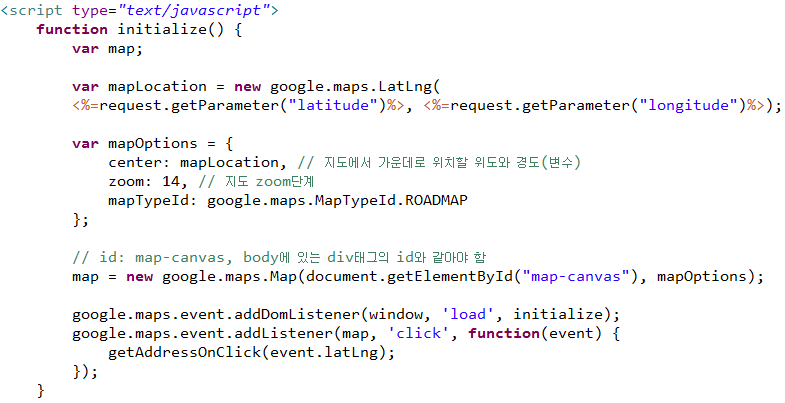 <script type="text/javascript">
    function initialize() {
        var map;

        var mapLocation = new google.maps.LatLng(
        <%=request.getParameter("latitude")%>, <%=request.getParameter("longitude")%>);

        var mapOptions = {
            center: mapLocation, // 지도에서 가운데로 위치할 위도와 경도(변수)
            zoom: 14, // 지도 zoom단계
            mapTypeId: google.maps.MapTypeId.ROADMAP
        };

        // id: map-canvas, body에 있는 div태그의 id와 같아야 함
        map = new google.maps.Map(document.getElementById("map-canvas"), mapOptions);

        google.maps.event.addDomListener(window, 'load', initialize);
        google.maps.event.addListener(map, 'click', function(event) {
            getAddressOnClick(event.latLng);
        });
    }